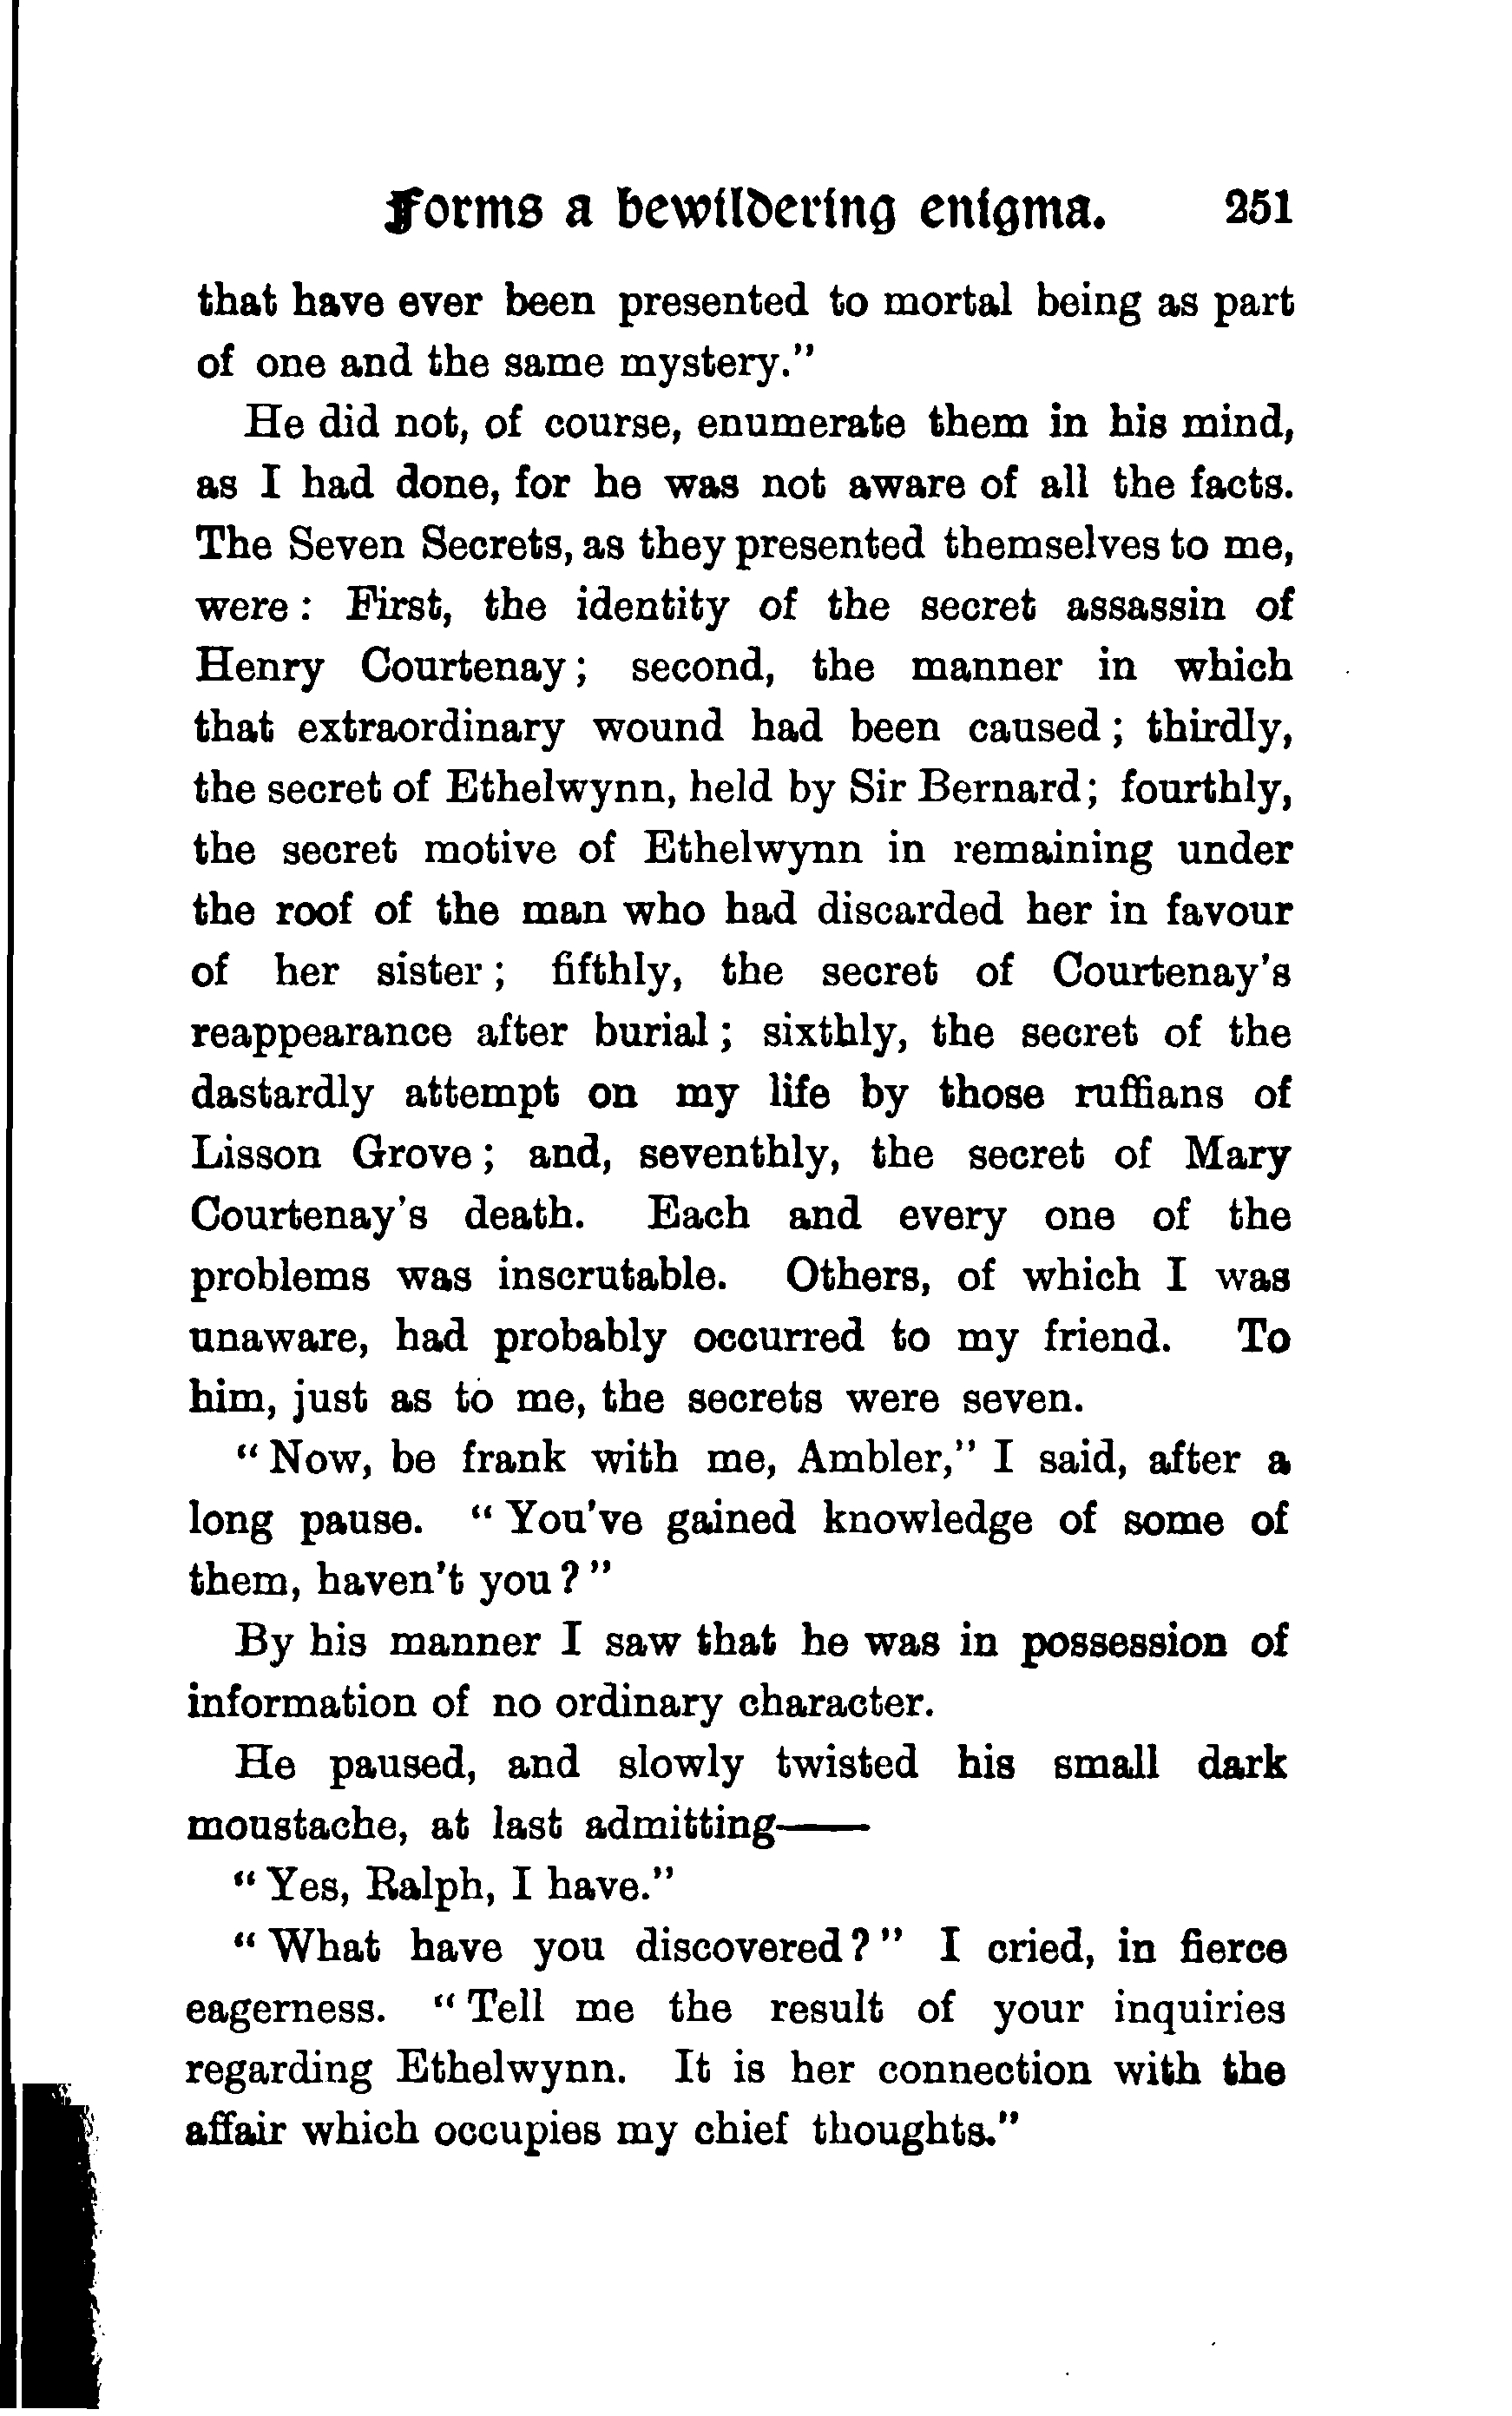 Forms a bewildering enigma. 251
that have ever been presented to mortal being as part
of one and the same mystery."
He did not, of course, enumerate them in his mind,
as I had done, for he was not aware of all the facts.
The Seven Secrets, as they presented themselves to me,
were : First, the identity of the secret assassin of
Henry Courtenay ; second, the manner in which
that extraordinary wound had been caused ; thirdly,
the secret of Ethelwynn, held by Sir Bernard ; fourthly,
the secret motive of Ethelwynn in remaining under
the roof of the man who had discarded her in favour
of her sister ; fifthly, the secret of Courtenay's
reappearance after burial ; sixthly, the secret of the
dastardly attempt on my life by those ruffians of
Lisson Grove ; and, seventhly, the secret of Mary
Courtenay's death. Each and every one of the
problems was inscrutable. Others, of which I was
unaware, had probably occurred to my friend. To
him, just as to me, the secrets were seven.
" Now, be frank with me, Ambler," I said, after a
long pause. " You've gained knowledge of some of
them, haven't you ? "
By his manner I saw that he was in possession of
information of no ordinary character.
He paused, and slowly twisted his small dark
moustache, at last admitting——
" Yes, Ralph, I have."
" What have you discovered ? " I cried, in fierce
eagerness. " Tell me the result of your inquiries
regarding Ethelwynn. It is her connection with the
affair which occupies my chief thoughts."